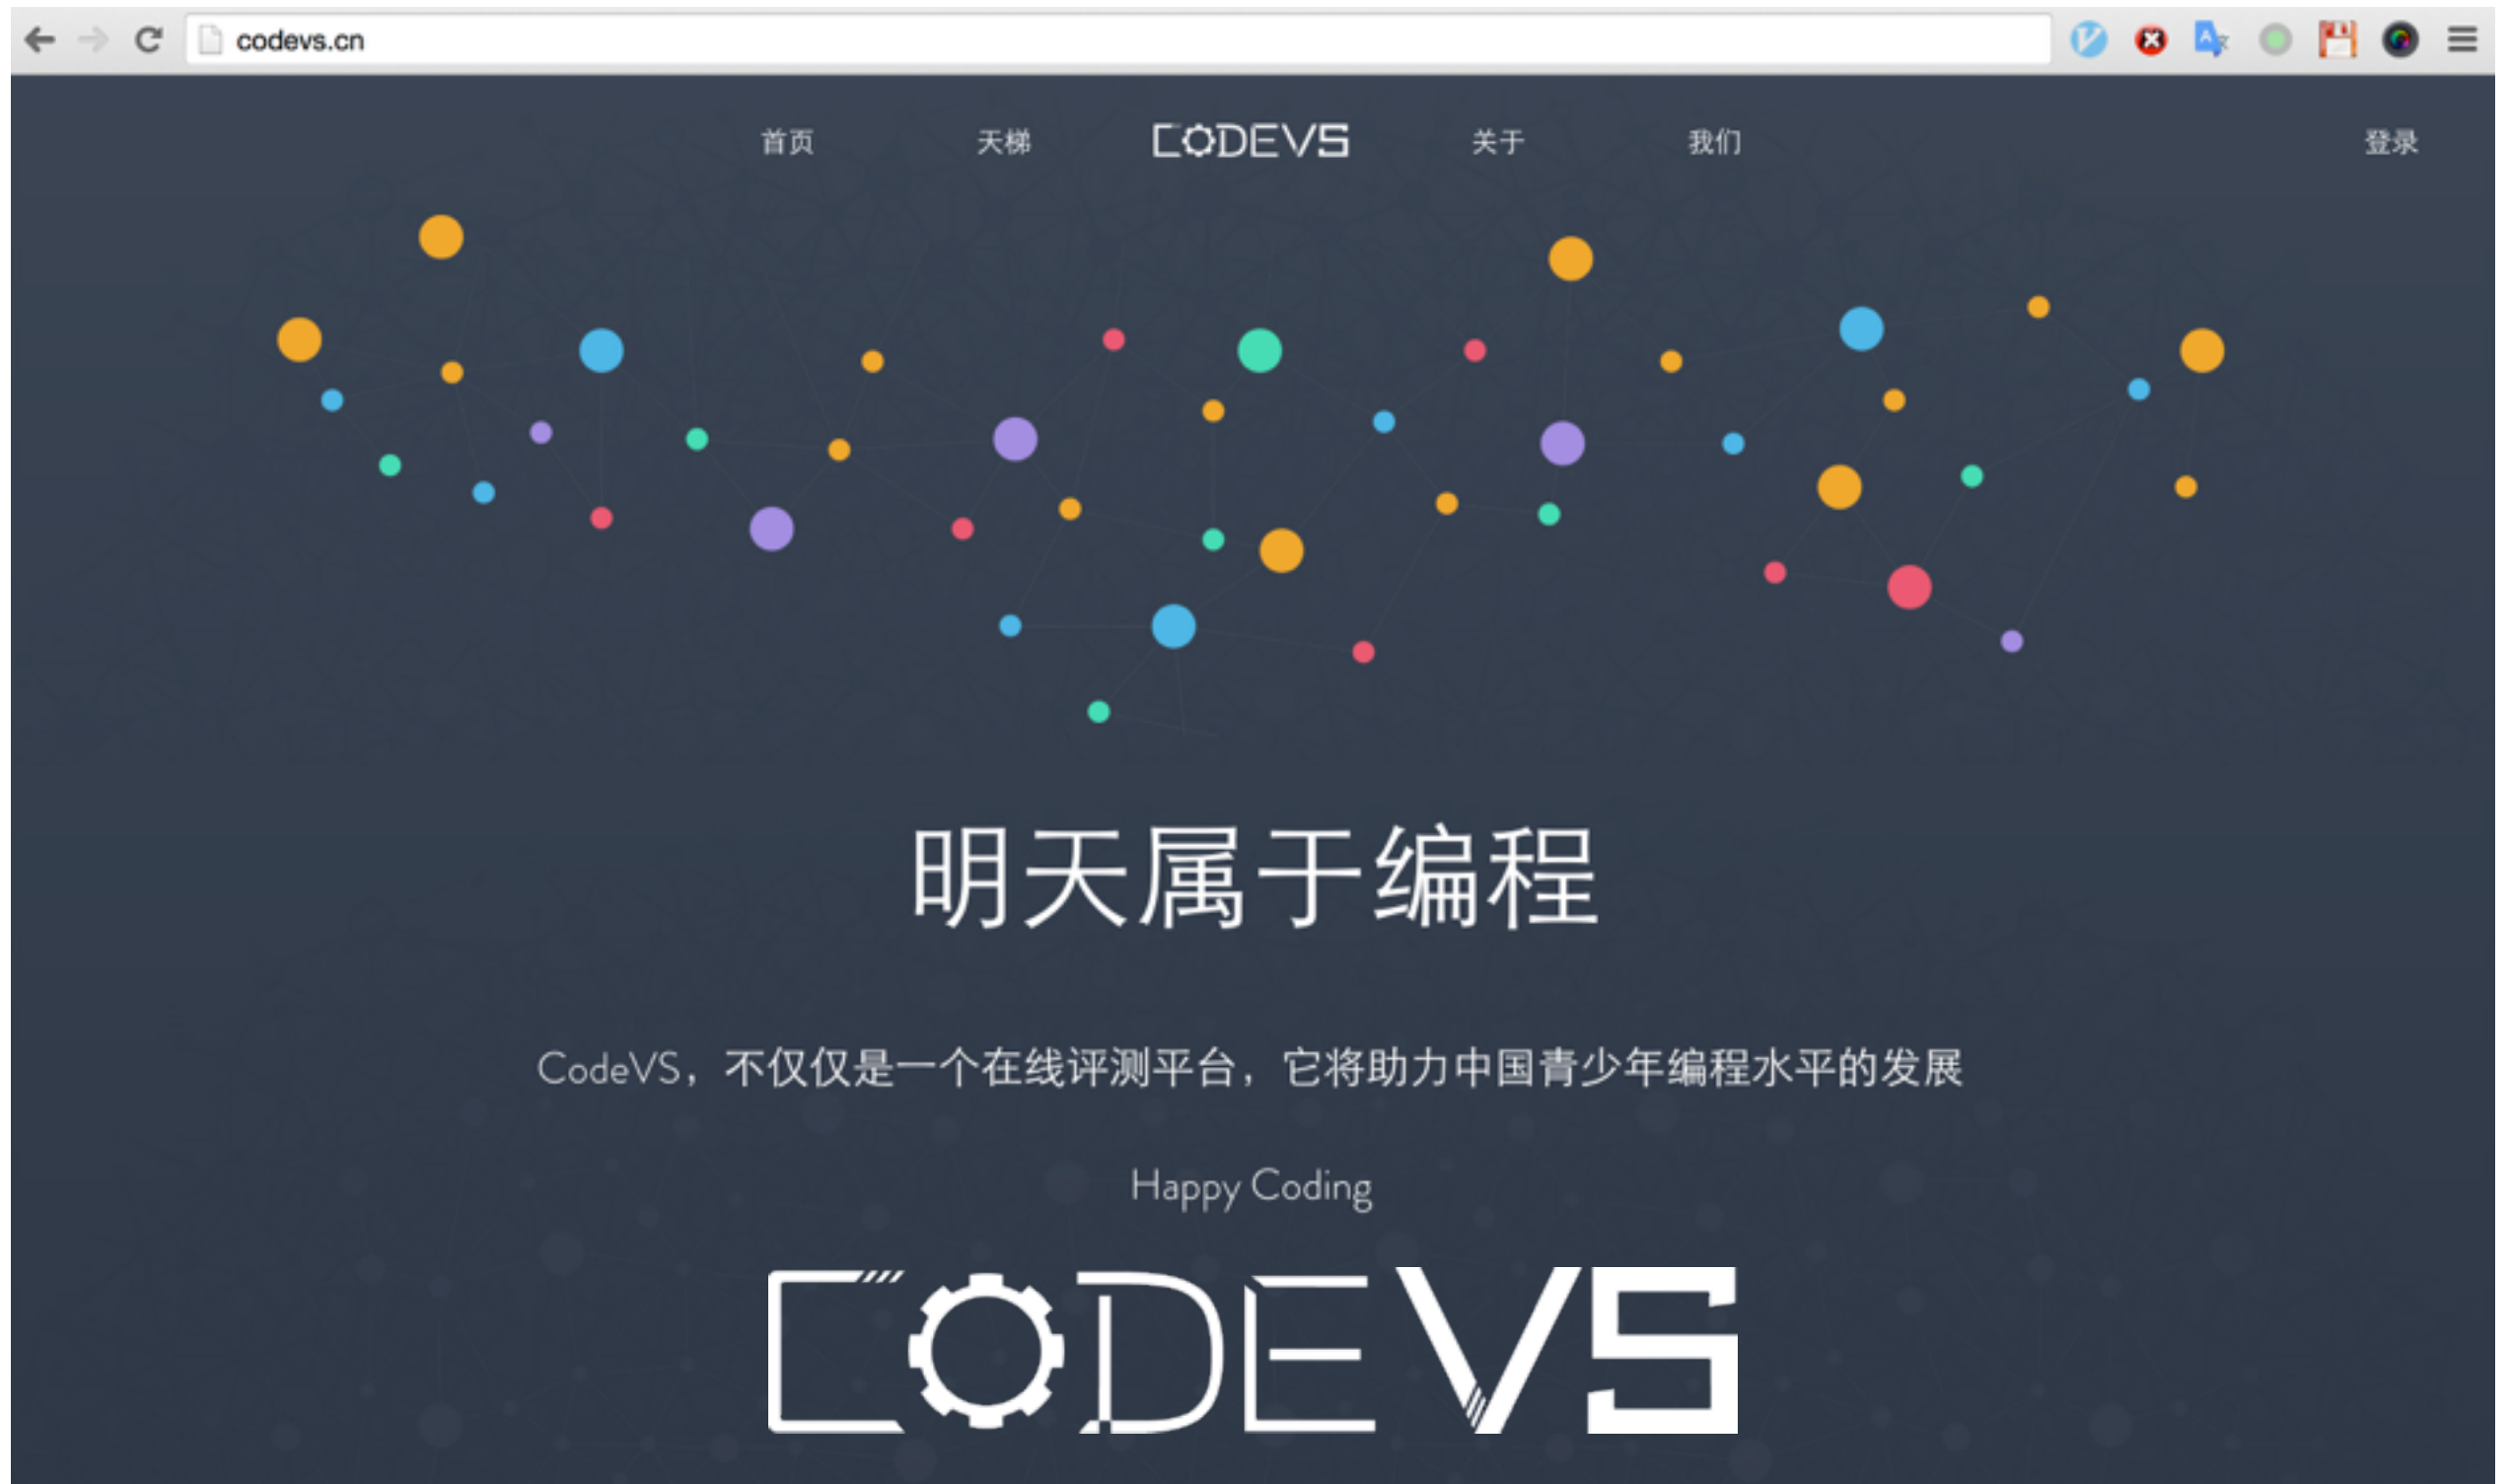 codevs.cn
首页 天梯 CODEVS 关于 我们 登录
明天属于编程
CodeVS，不仅仅是一个在线评测平台，它将助力中国青少年编程水平的发展
Happy Coding
CODEVS